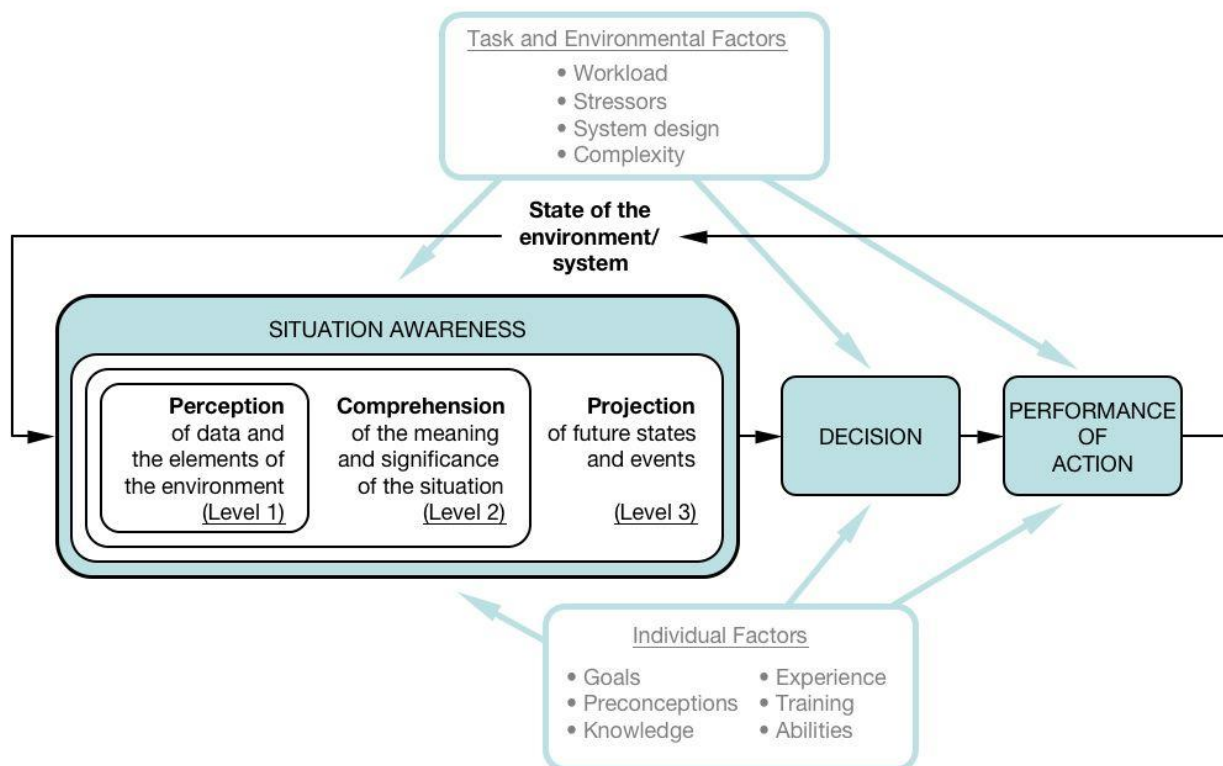 Task and Environmental Factors
• Workload
• Stressors
• System design
• Complexity
State of the
environment/
system
SITUATION AWARENESS
Perception
of data and
the elements of
the environment
(Level 1)
Comprehension
of the meaning
and significance
of the situation
(Level 2)
Projection
of future states
and events
(Level 3)
DECISION
PERFORMANCE
OF
ACTION
Individual Factors
• Goals
• Preconceptions
• Knowledge
• Experience
• Training
• Abilities